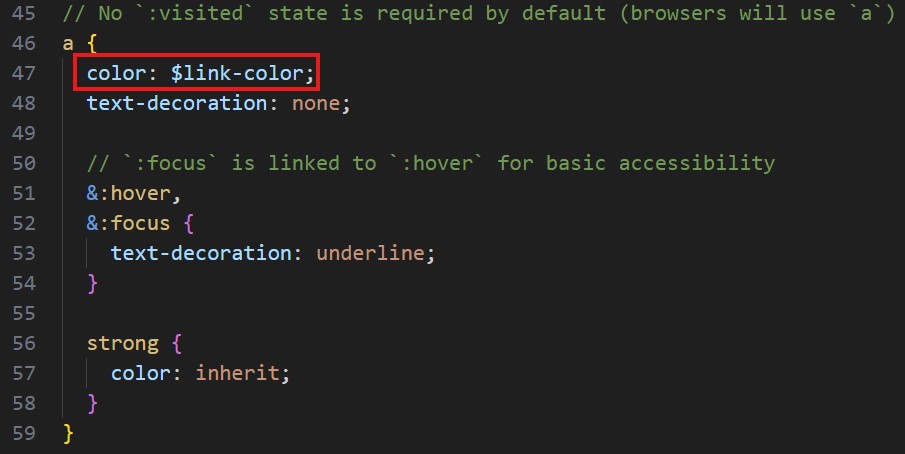 45 // No `:visited` state is required by default (browsers will use `a`)
46 a {
47   color: $link-color;
48   text-decoration: none;
49
50   // `:focus` is linked to `:hover` for basic accessibility
51   &:hover,
52   &:focus {
53     text-decoration: underline;
54   }
55
56   strong {
57     color: inherit;
58   }
59 }